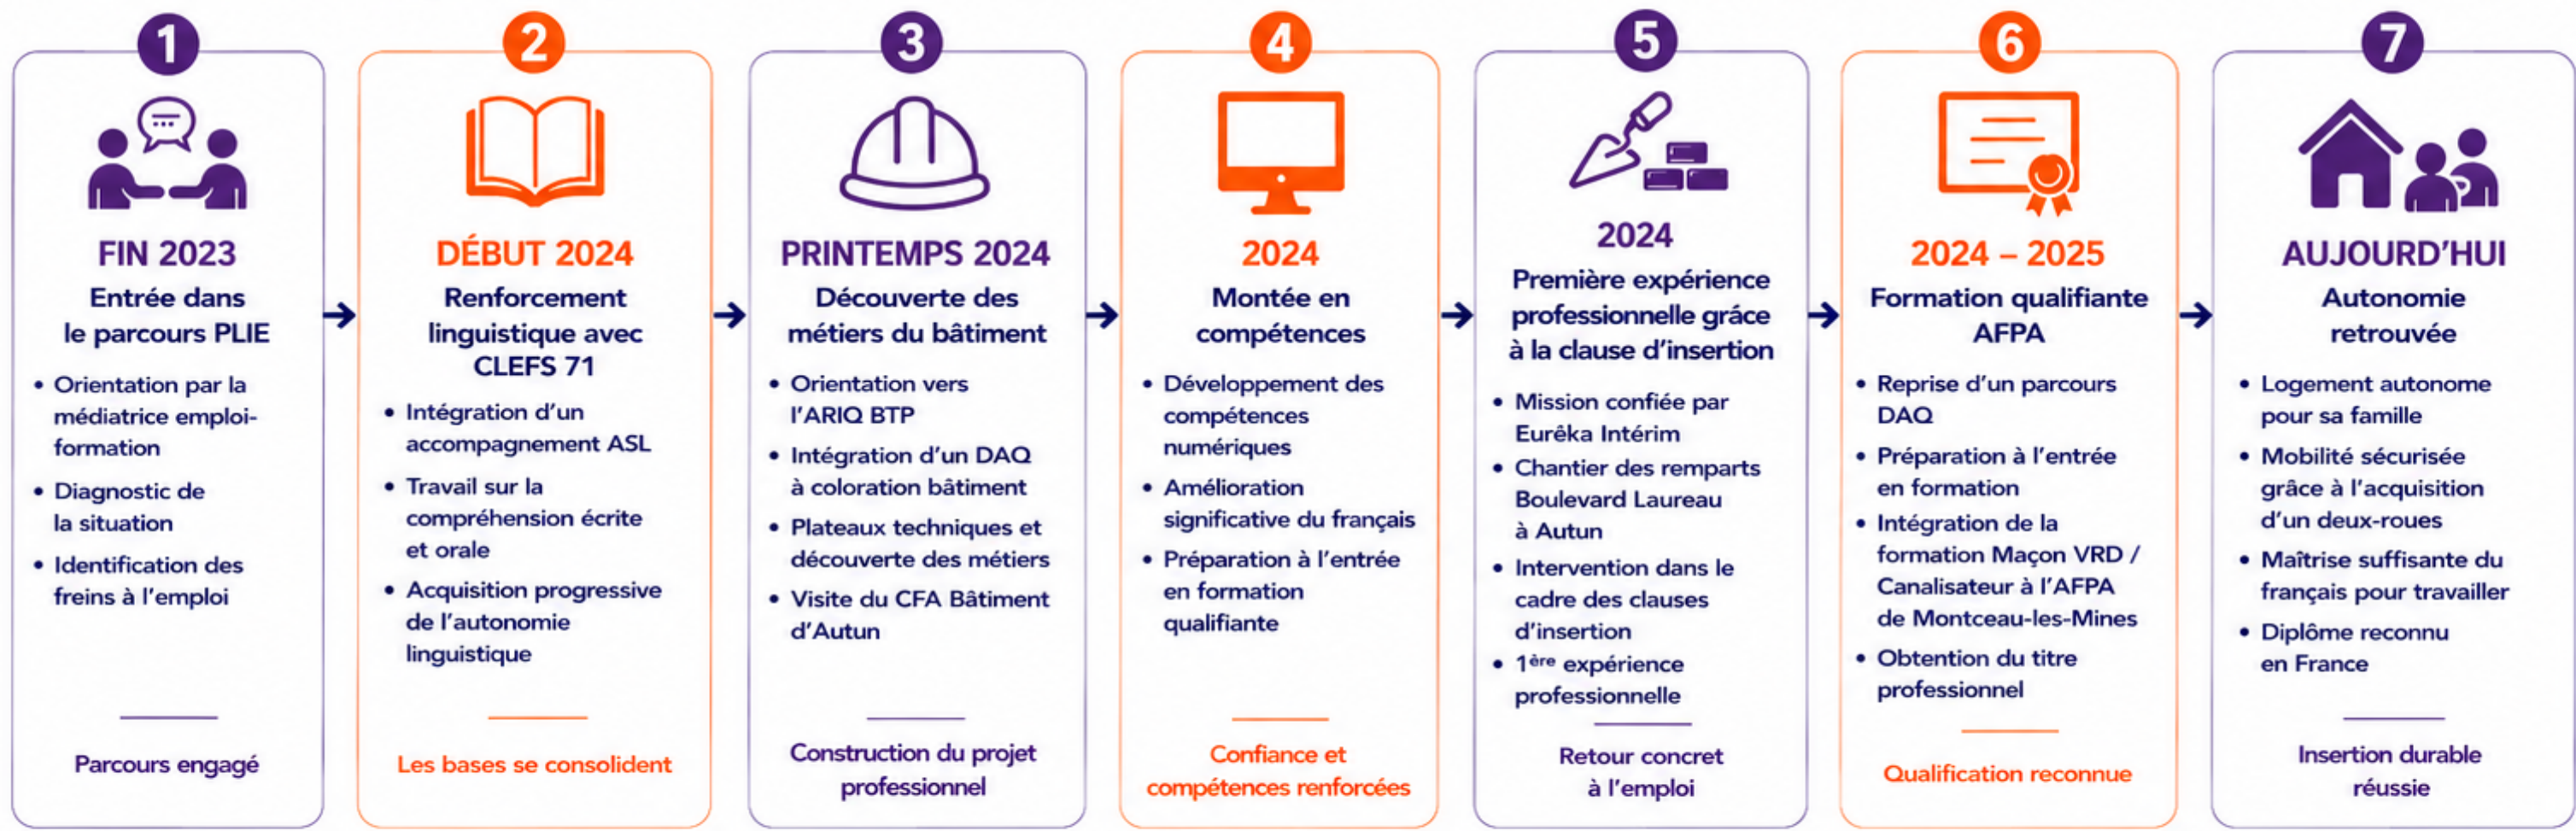 1
FIN 2023
Entrée dans
le parcours PLIE
• Orientation par la
médiatrice emploi-
formation
• Diagnostic de
la situation
• Identification des
freins à l'emploi
Parcours engagé
2
DÉBUT 2024
Renforcement
linguistique avec
CLEFS 71
• Intégration d'un
accompagnement ASL
• Travail sur la
compréhension écrite
et orale
• Acquisition progressive
de l'autonomie
linguistique
Les bases se consolident
3
PRINTEMPS 2024
Découverte des
métiers du bâtiment
• Orientation vers
l'ARIQ BTP
• Intégration d'un DAQ
à coloration bâtiment
• Plateaux techniques et
découverte des métiers
• Visite du CFA Bâtiment
d'Autun
Construction du projet
professionnel
4
2024
Montée en
compétences
• Développement des
compétences
numériques
• Amélioration
significative du français
• Préparation à l'entrée
en formation
qualifiante
Confiance et
compétences renforcées
5
2024
Première expérience
professionnelle grâce
à la clause d'insertion
• Mission confiée par
Eurêka Intérim
• Chantier des remparts
Boulevard Laureau
à Autun
• Intervention dans le
cadre des clauses
d'insertion
• 1ère expérience
professionnelle
Retour concret
à l'emploi
6
2024 – 2025
Formation qualifiante
AFPA
• Reprise d'un parcours
DAQ
• Préparation à l'entrée
en formation
• Intégration de la
formation Maçon VRD /
Canalisateur à l'AFPA
de Montceau-les-Mines
• Obtention du titre
professionnel
Qualification reconnue
7
AUJOURD'HUI
Autonomie
retrouvée
• Logement autonome
pour sa famille
• Mobilité sécurisée
grâce à l'acquisition
d'un deux-roues
• Maîtrise suffisante du
français pour travailler
• Diplôme reconnu
en France
Insertion durable
réussie